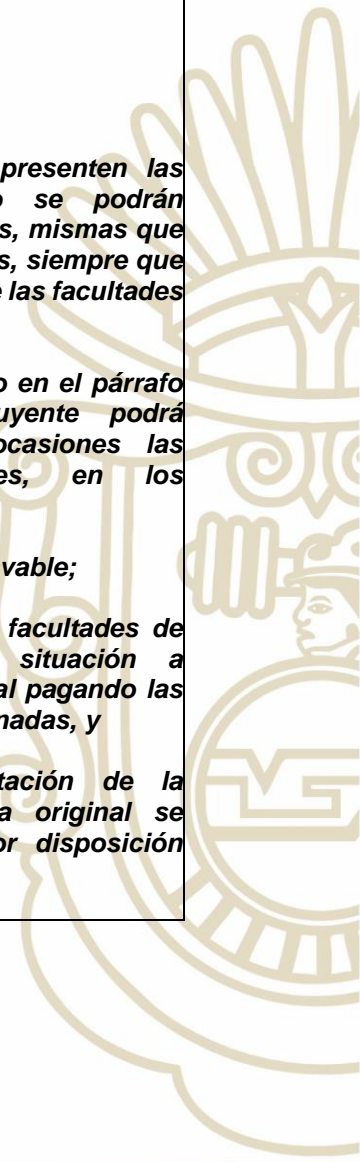 presenten las
se podrán
s, mismas que
s, siempre que
e las facultades
o en el párrafo
uyente podrá
ocasiones las
es, en los
vable;
facultades de
situación a
al pagando las
nadas, y
tación de la
a original se
or disposición